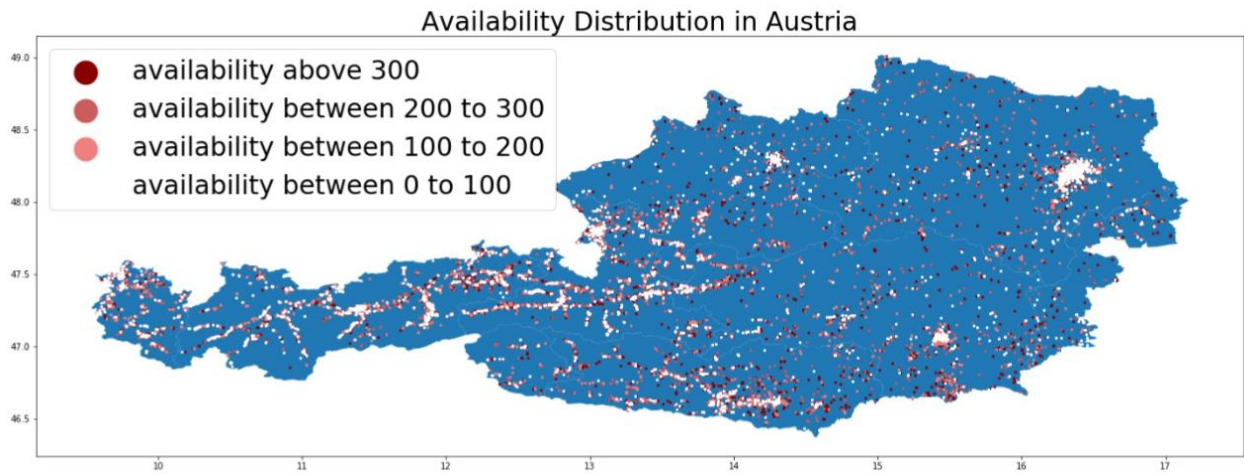 Availability Distribution in Austria
availability above 300
availability between 200 to 300
availability between 100 to 200
availability between 0 to 100
49.0
48.5
48.0
47.5
47.0
46.5
10 11 12 13 14 15 16 17